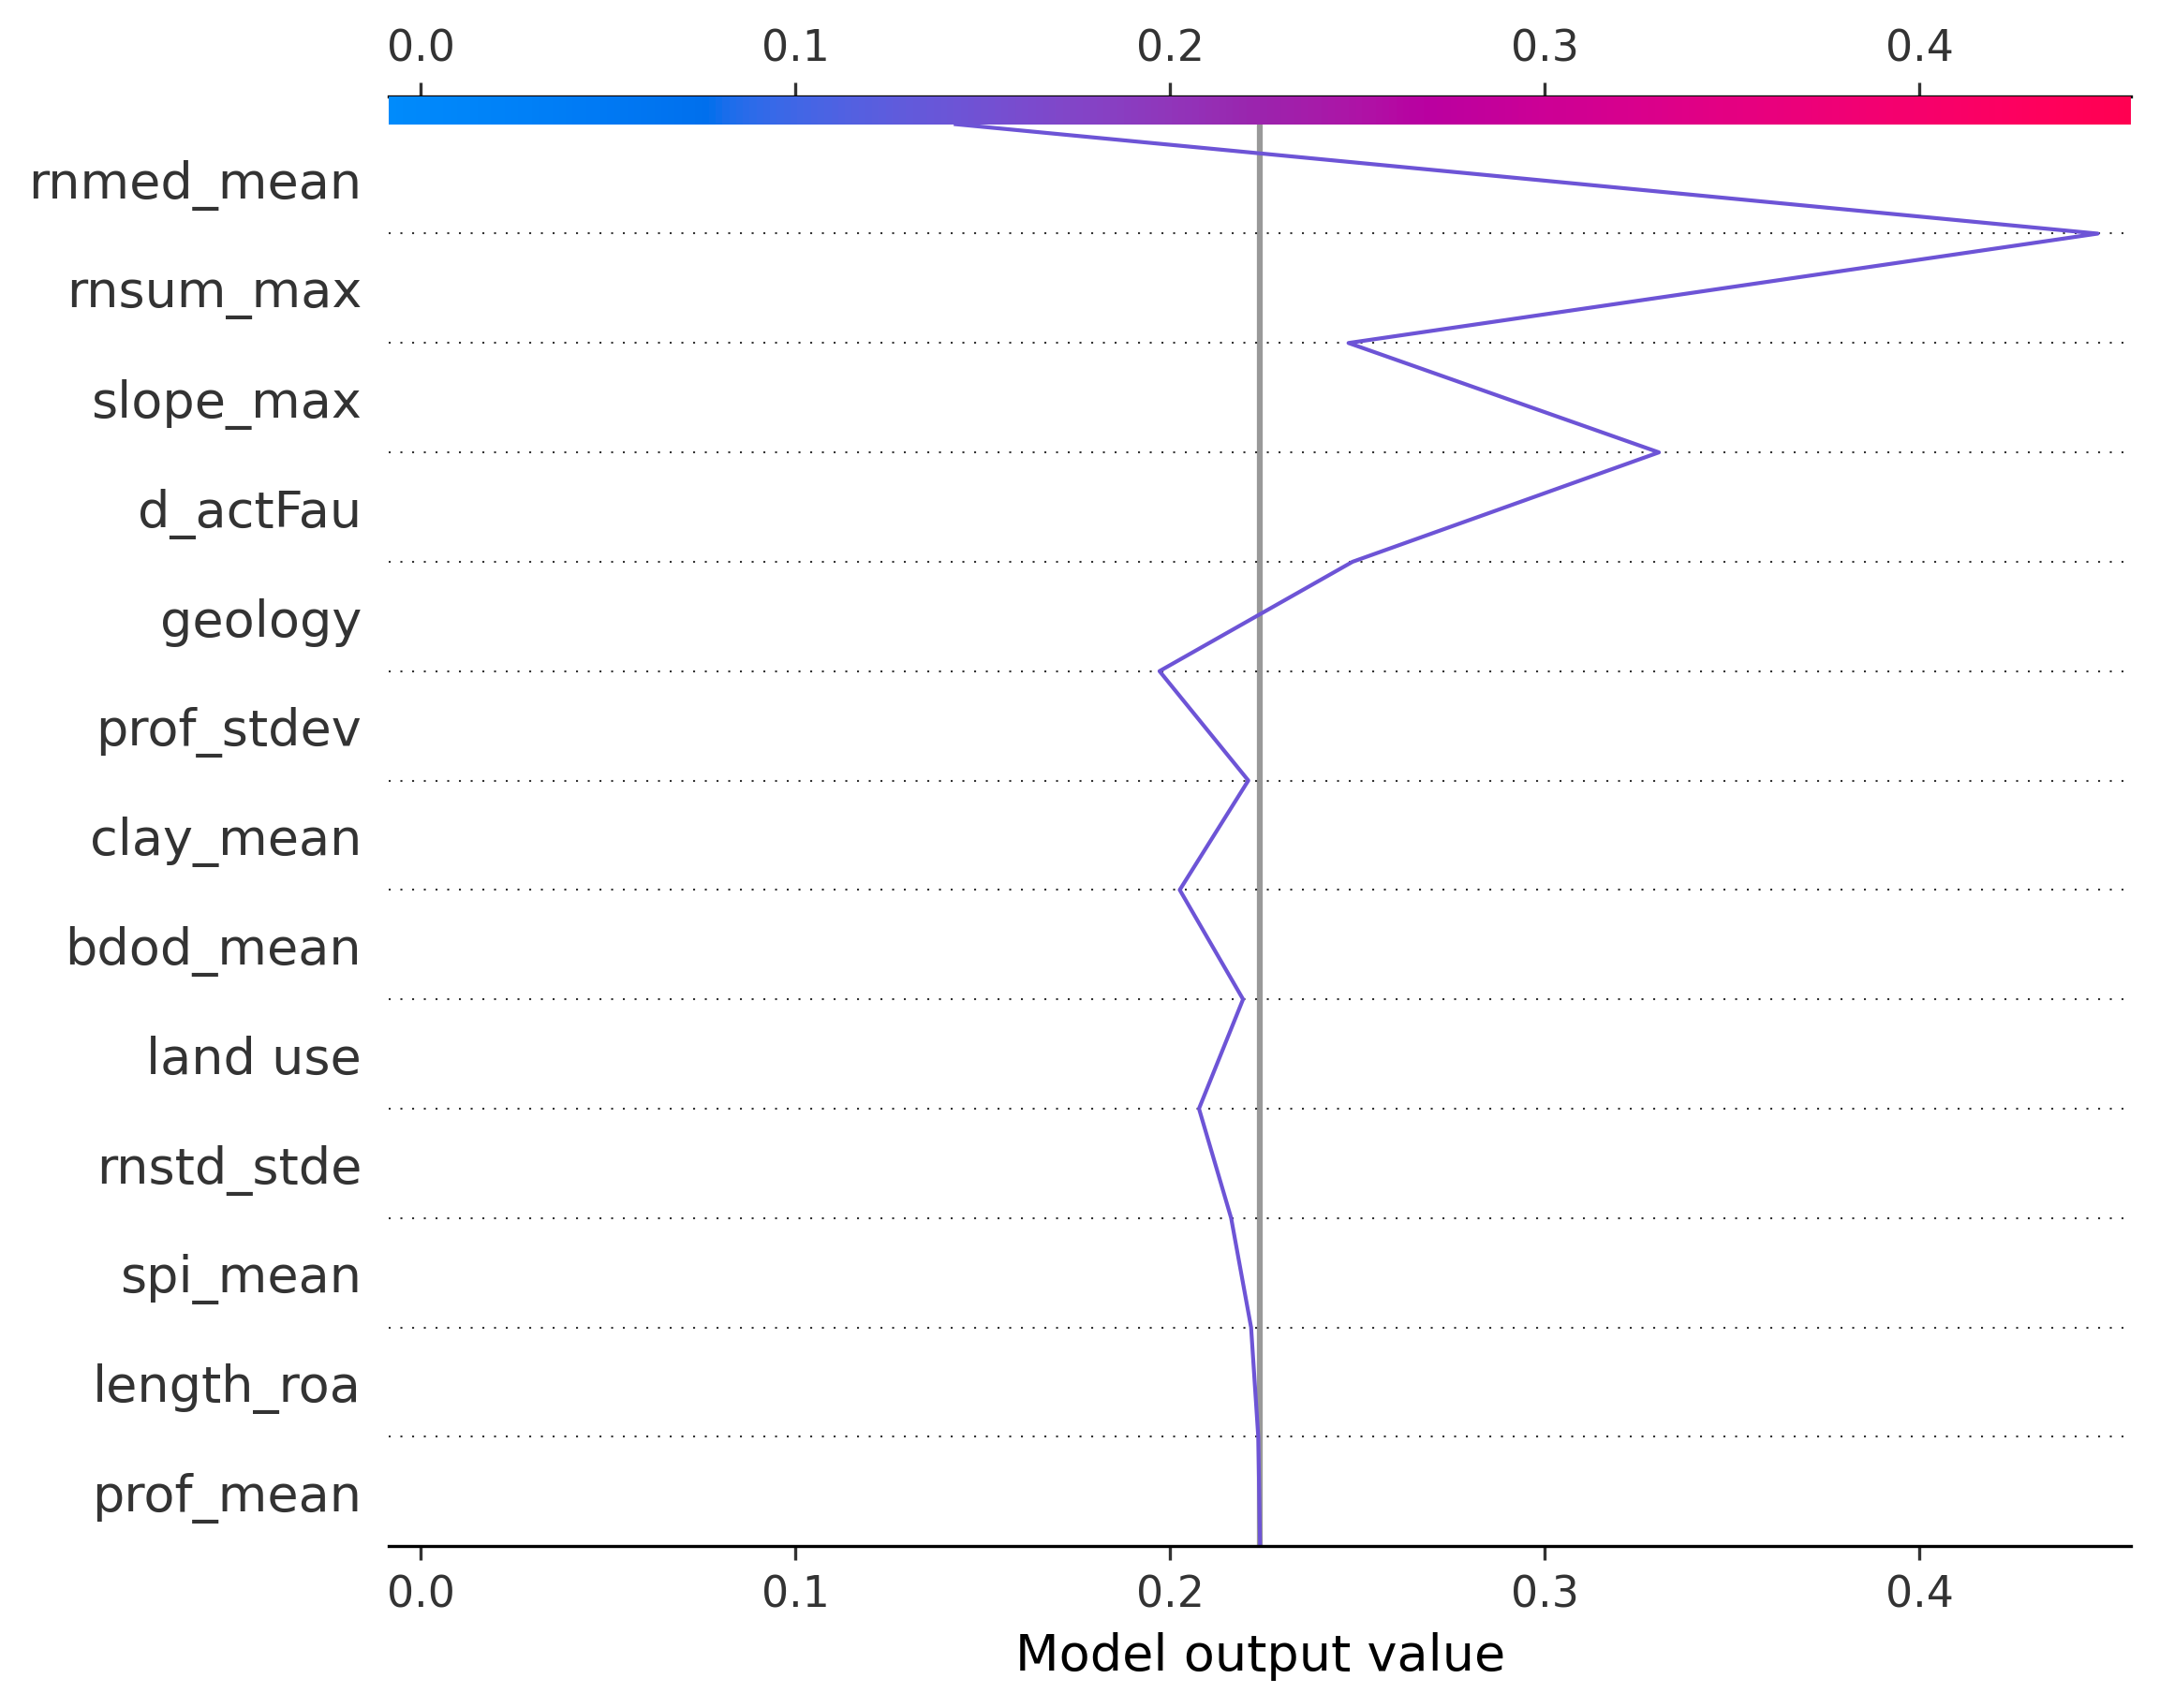 0.0 0.1 0.2 0.3 0.4
rnmed_mean
rnsum_max
slope_max
d_actFau
geology
prof_stdev
clay_mean
bdod_mean
land use
rnstd_stde
spi_mean
length_roa
prof_mean
0.0 0.1 0.2 0.3 0.4
Model output value